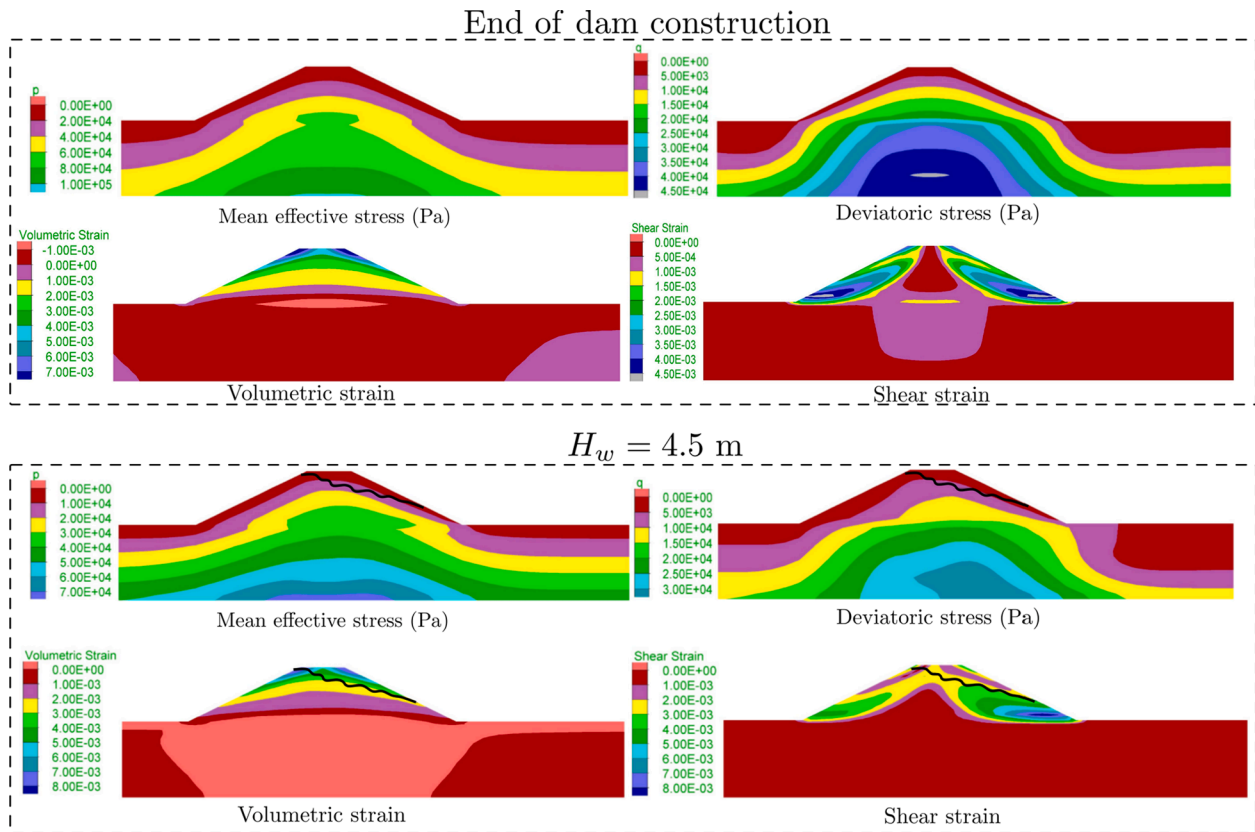 End of dam construction
p
0.00E+00
2.00E+04
4.00E+04
6.00E+04
8.00E+04
1.00E+05
Mean effective stress (Pa)
q
0.00E+00
5.00E+03
1.00E+04
1.50E+04
2.00E+04
2.50E+04
3.00E+04
3.50E+04
4.00E+04
4.50E+04
Deviatoric stress (Pa)
Volumetric Strain
-1.00E-03
0.00E+00
1.00E-03
2.00E-03
3.00E-03
4.00E-03
5.00E-03
6.00E-03
7.00E-03
Volumetric strain
Shear Strain
0.00E+00
5.00E-04
1.00E-03
1.50E-03
2.00E-03
2.50E-03
3.00E-03
3.50E-03
4.00E-03
4.50E-03
Shear strain
H_w = 4.5 m
p
0.00E+00
1.00E+04
2.00E+04
3.00E+04
4.00E+04
5.00E+04
6.00E+04
7.00E+04
Mean effective stress (Pa)
q
0.00E+00
5.00E+03
1.00E+04
1.50E+04
2.00E+04
2.50E+04
3.00E+04
Deviatoric stress (Pa)
Volumetric Strain
0.00E+00
1.00E-03
2.00E-03
3.00E-03
4.00E-03
5.00E-03
6.00E-03
7.00E-03
8.00E-03
Volumetric strain
Shear Strain
0.00E+00
1.00E-03
2.00E-03
3.00E-03
4.00E-03
5.00E-03
6.00E-03
7.00E-03
8.00E-03
Shear strain